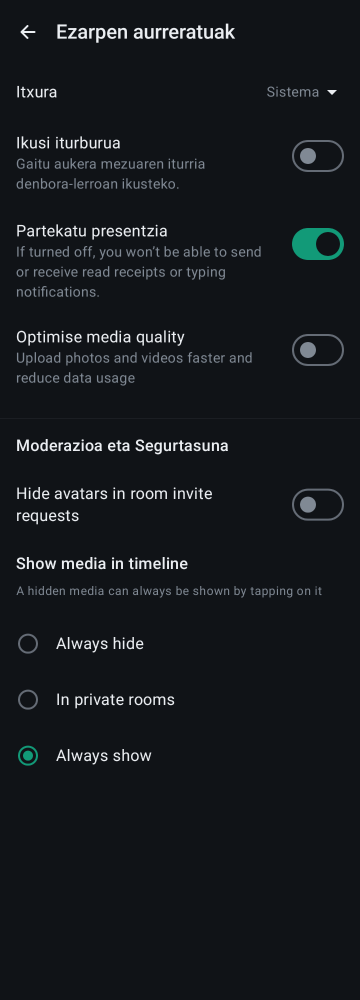 Ezarpen aurreratuak
Itxura
Sistema
Ikusi iturburua
Gaitu aukera mezuaren iturria
denbora-lerroan ikusteko.
Partekatu presentzia
If turned off, you won't be able to send
or receive read receipts or typing
notifications.
Optimise media quality
Upload photos and videos faster and
reduce data usage
Moderazioa eta Segurtasuna
Hide avatars in room invite
requests
Show media in timeline
A hidden media can always be shown by tapping on it
Always hide
In private rooms
Always show